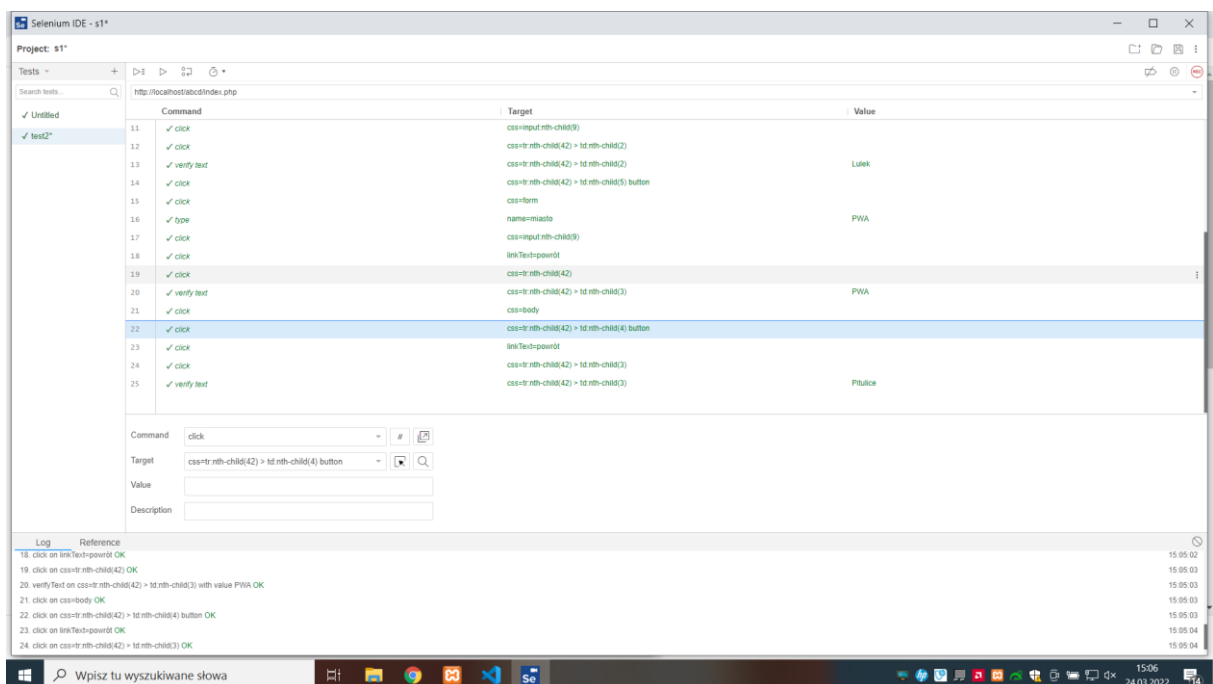 Selenium IDE - s1*
Project: s1*
Tests
Search tests...
http://localhost/abcd/index.php
✓ Untitled
✓ test2*
Command Target Value
11 ✓ click css=input:nth-child(9)
12 ✓ click css=tr:nth-child(42) > td:nth-child(2)
13 ✓ verify text css=tr:nth-child(42) > td:nth-child(2) Lulek
14 ✓ click css=tr:nth-child(42) > td:nth-child(5) button
15 ✓ click css=form
16 ✓ type name=miasto PWA
17 ✓ click css=input:nth-child(9)
18 ✓ click linkText=powrót
19 ✓ click css=tr:nth-child(42)
20 ✓ verify text css=tr:nth-child(42) > td:nth-child(3) PWA
21 ✓ click css=body
22 ✓ click css=tr:nth-child(42) > td:nth-child(4) button
23 ✓ click linkText=powrót
24 ✓ click css=tr:nth-child(42) > td:nth-child(3)
25 ✓ verify text css=tr:nth-child(42) > td:nth-child(3) Pitulice
Command click //
Target css=tr:nth-child(42) > td:nth-child(4) button
Value
Description
Log Reference
18. click on linkText=powrót OK 15:05:02
19. click on css=tr:nth-child(42) OK 15:05:03
20. verifyText on css=tr:nth-child(42) > td:nth-child(3) with value PWA OK 15:05:03
21. click on css=body OK 15:05:03
22. click on css=tr:nth-child(42) > td:nth-child(4) button OK 15:05:03
23. click on linkText=powrót OK 15:05:04
24. click on css=tr:nth-child(42) > td:nth-child(3) OK 15:05:04
Wpisz tu wyszukiwane słowa
Se
15:06
24.03.2022